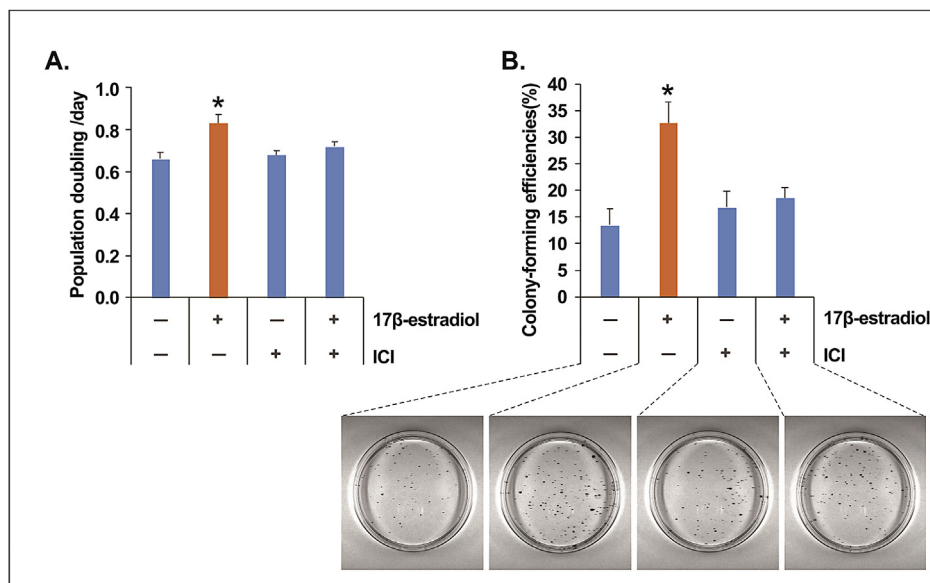 A.
Population doubling /day
1.0
0.8
0.6
0.4
0.2
0.0
*
— + — + 17β-estradiol
— — + + ICI
B.
Colony-forming efficiencies(%)
40
35
30
25
20
15
10
5
0
*
— + — + 17β-estradiol
— — + + ICI